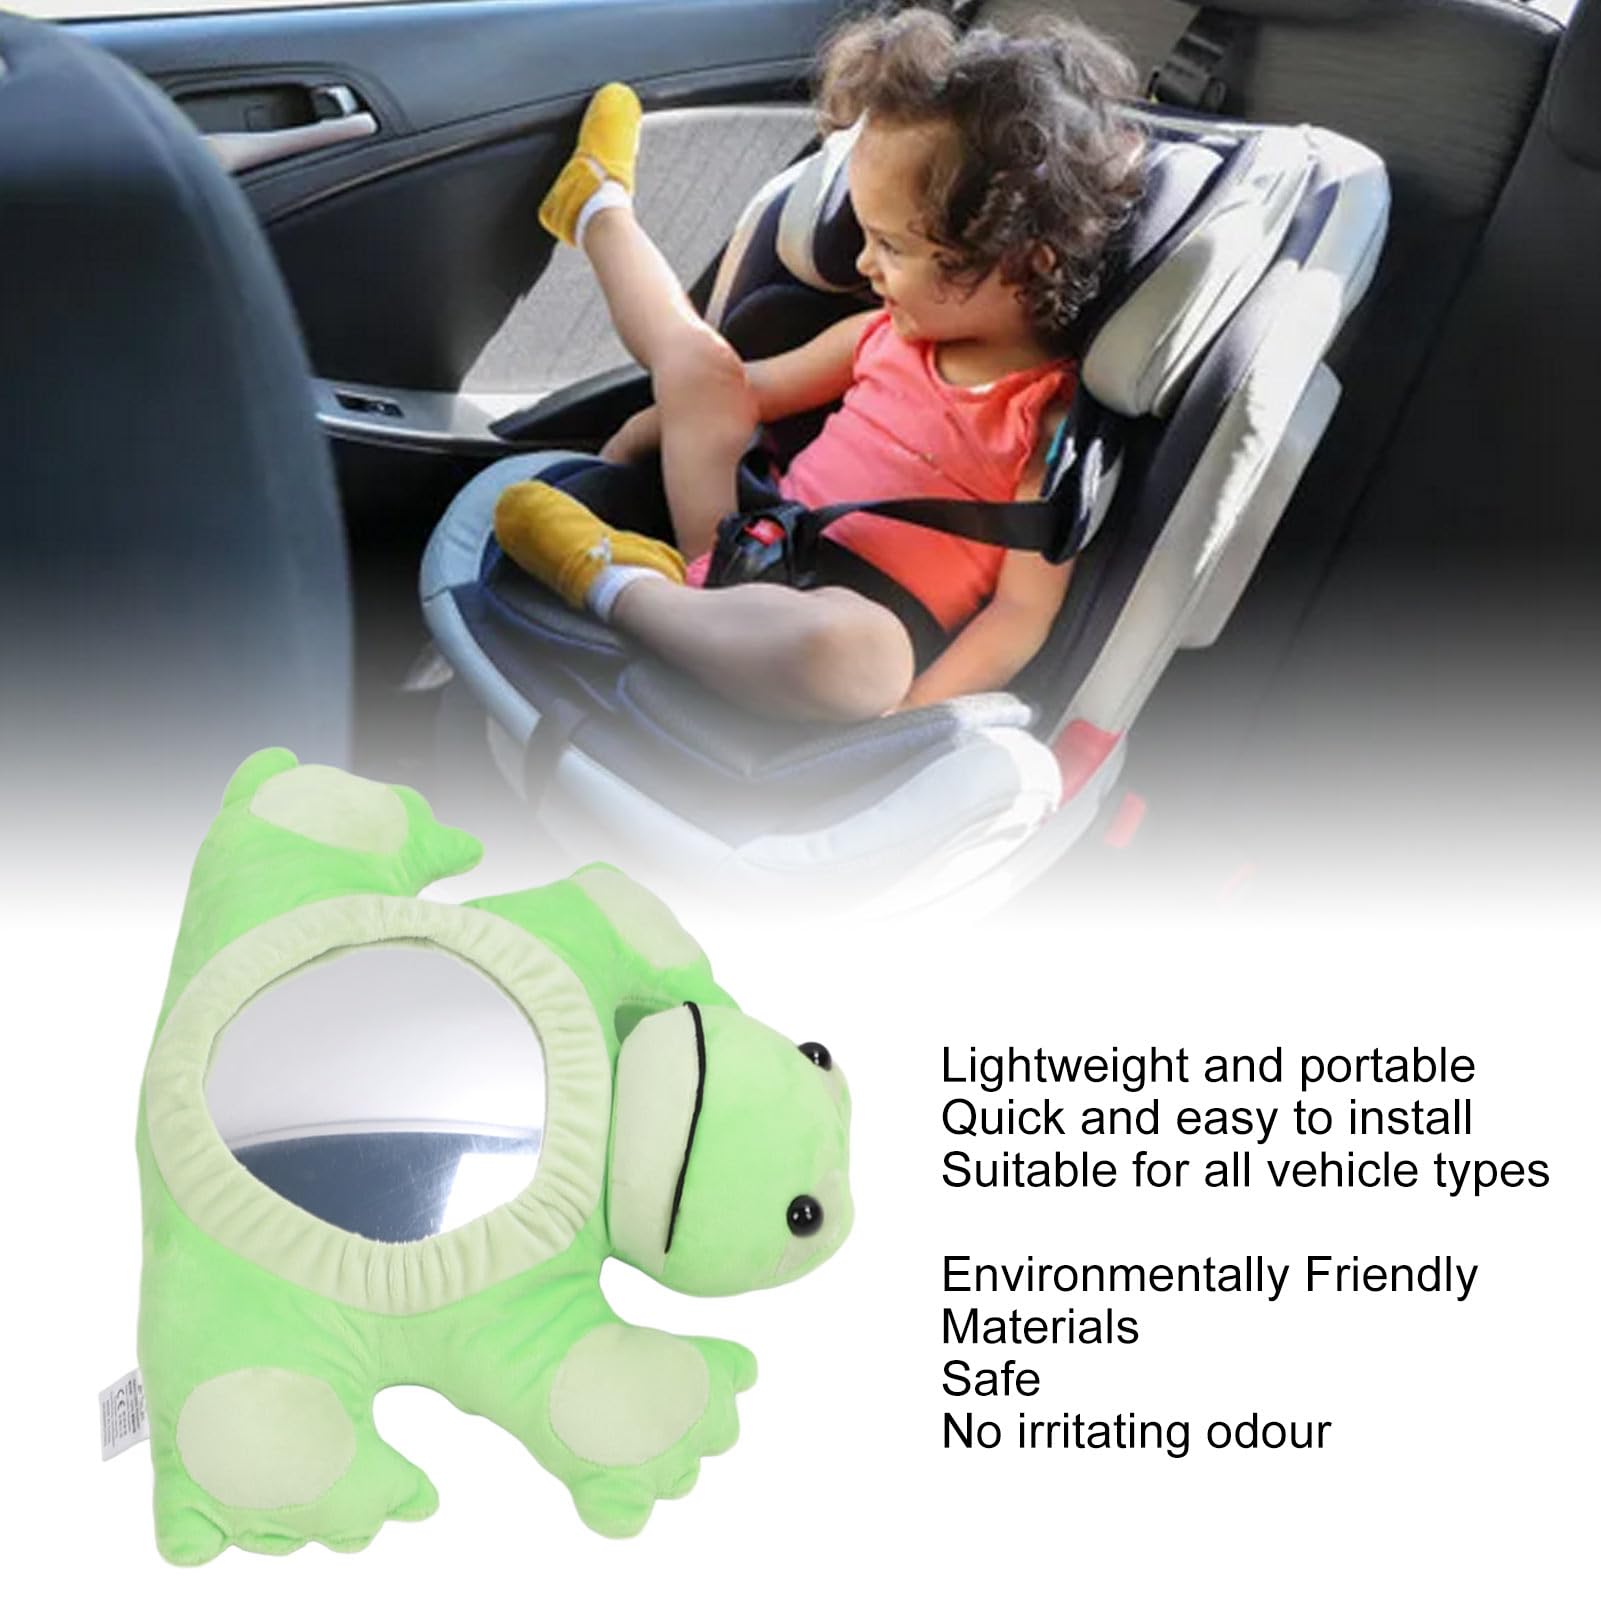 Lightweight and portable
Quick and easy to install
Suitable for all vehicle types
Environmentally Friendly
Materials
Safe
No irritating odour